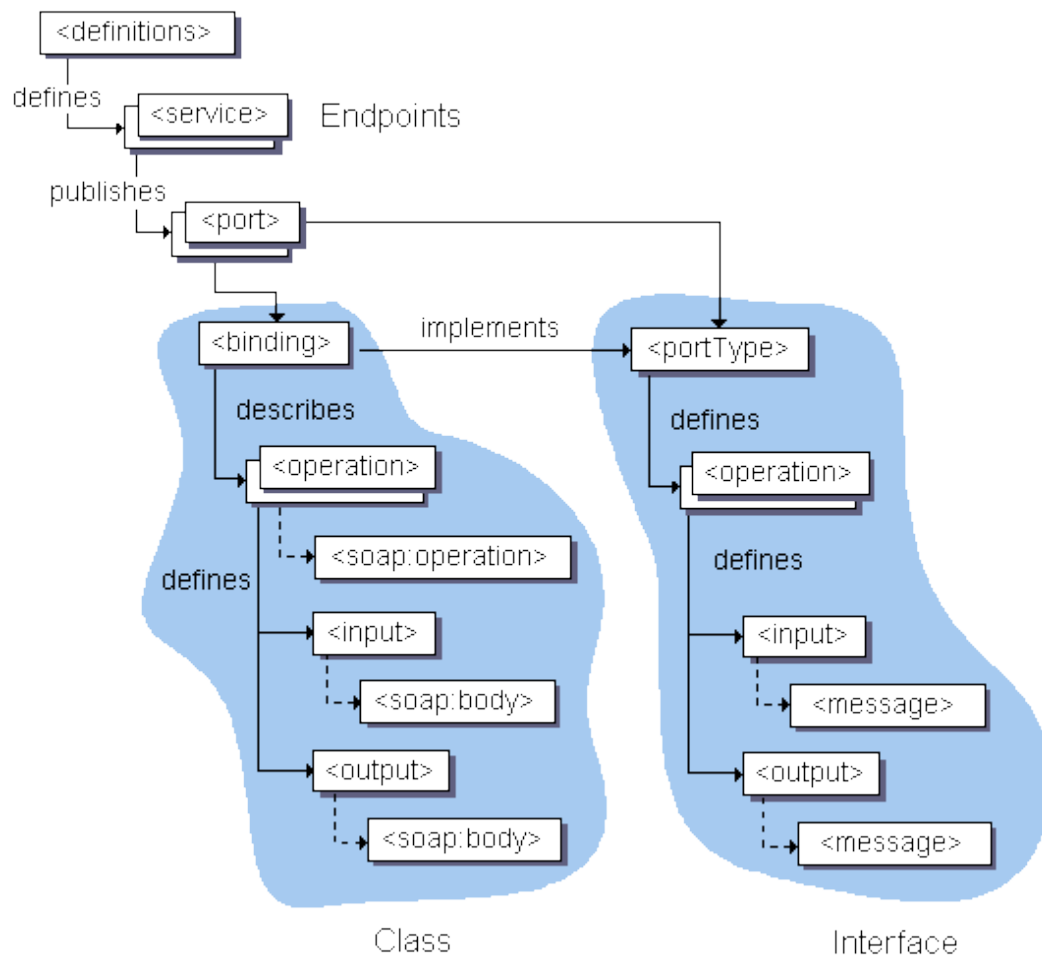 <definitions>
defines
<service>
Endpoints
publishes
<port>
<binding>
implements
<portType>
describes
defines
<operation>
<operation>
<soap:operation>
defines
defines
<input>
<input>
<soap:body>
<message>
<output>
<output>
<soap:body>
<message>
Class
Interface